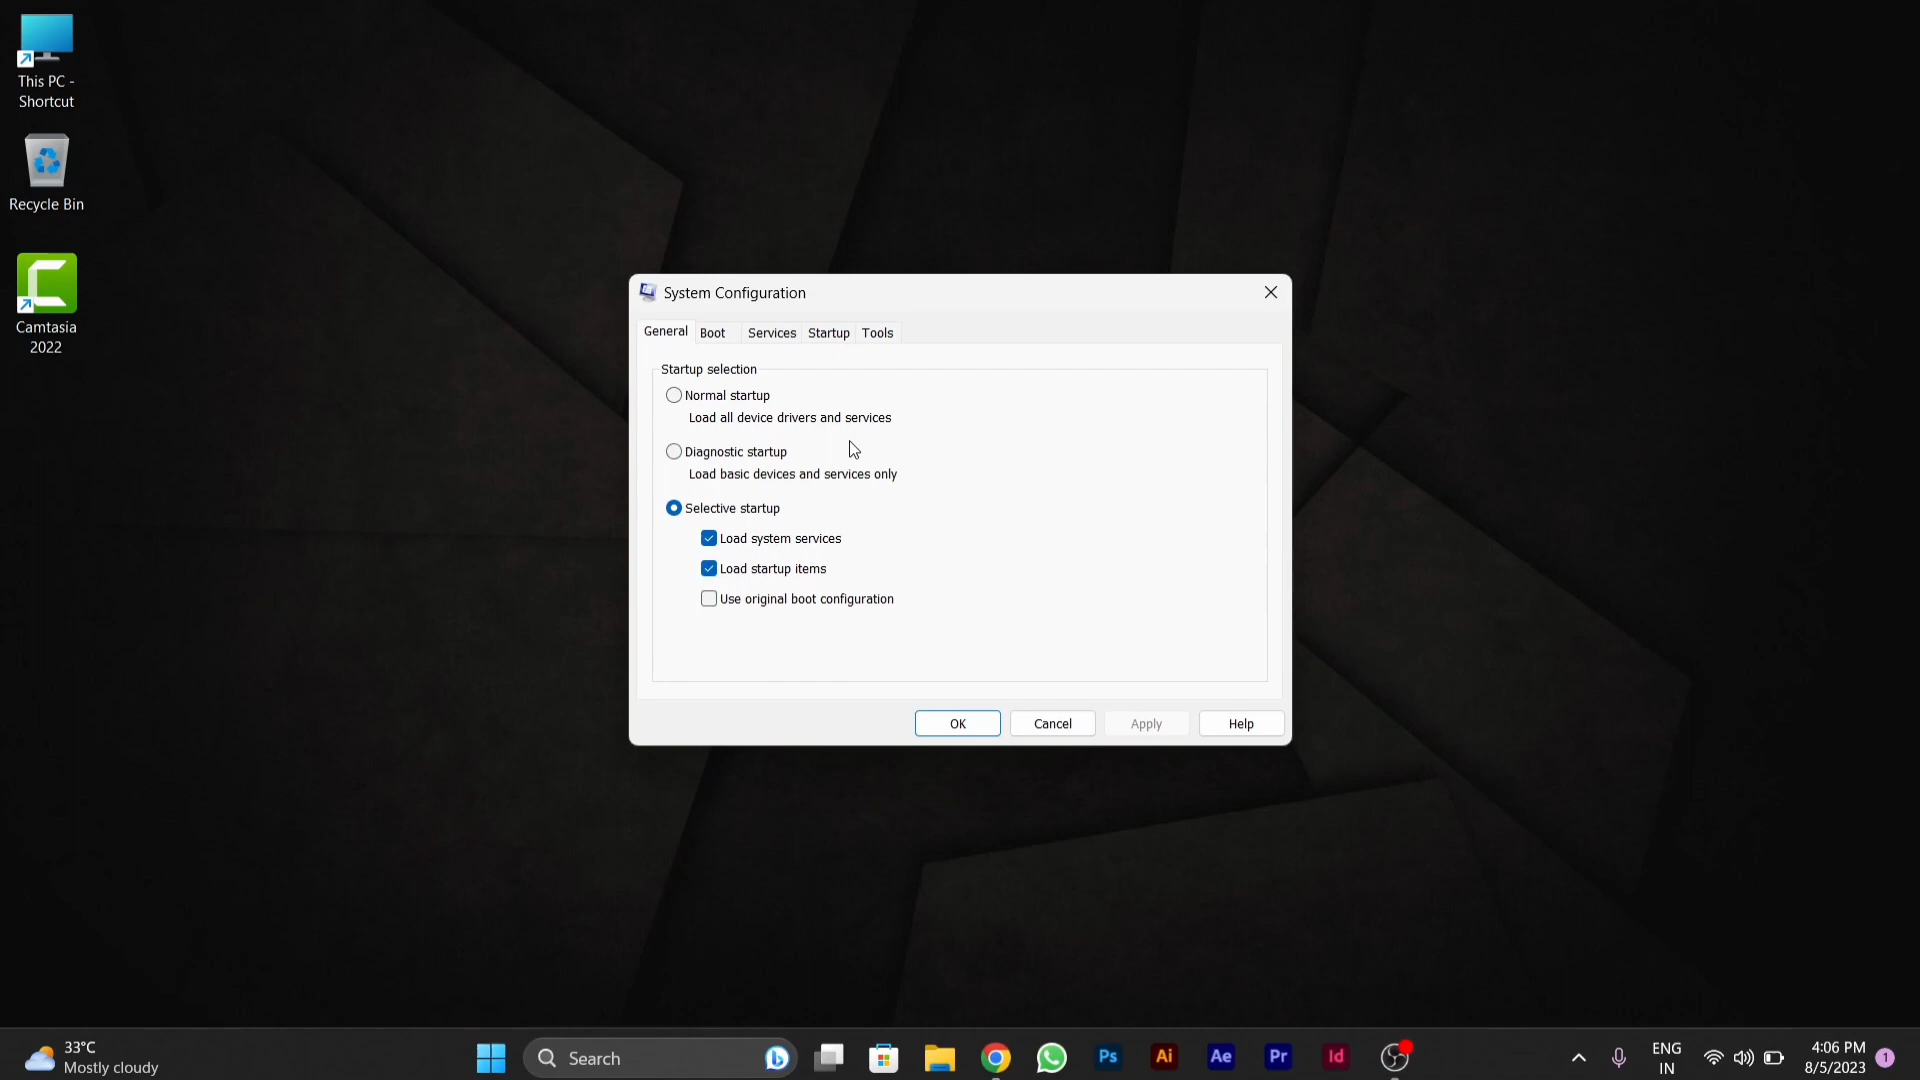 This PC -
Shortcut
Recycle Bin
Camtasia
2022
System Configuration
General Boot Services Startup Tools
Startup selection
Normal startup
Load all device drivers and services
Diagnostic startup
Load basic devices and services only
Selective startup
Load system services
Load startup items
Use original boot configuration
OK Cancel Apply Help
33°C
Mostly cloudy
Search
Ps Ai Ae Pr Id
ENG
IN
4:06 PM
8/5/2023
1